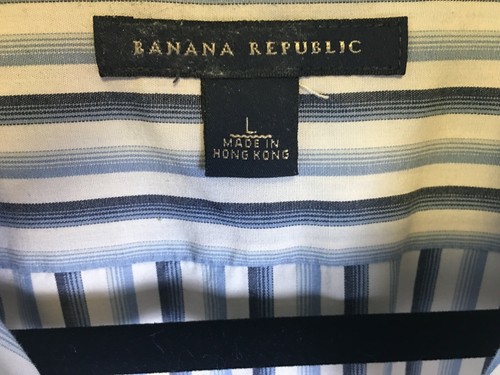 BANANA REPUBLIC
L
MADE IN
HONG KONG